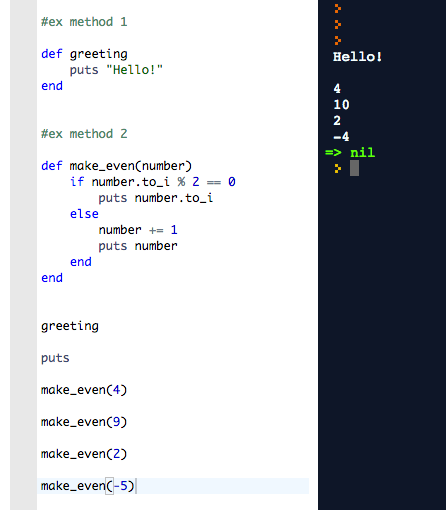 #ex method 1
def greeting
puts "Hello!"
end
#ex method 2
def make_even(number)
if number.to_i % 2 == 0
puts number.to_i
else
number += 1
puts number
end
end
greeting
puts
make_even(4)
make_even(9)
make_even(2)
make_even(-5)
Hello!
4
10
2
-4
=> nil